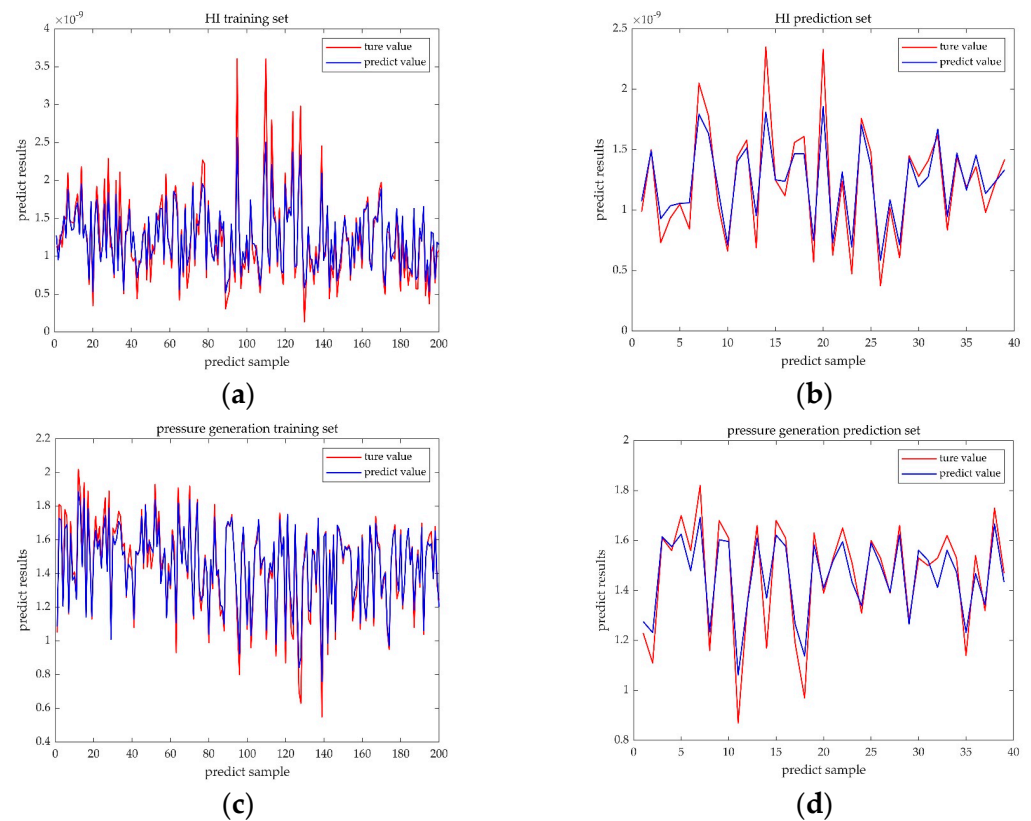 HI training set
×10⁻⁹
4
3.5
3
2.5
2
1.5
1
0.5
0
0 20 40 60 80 100 120 140 160 180 200
predict results
predict sample
ture value
predict value
(a)
HI prediction set
×10⁻⁹
2.5
2
1.5
1
0.5
0
0 5 10 15 20 25 30 35 40
predict results
predict sample
ture value
predict value
(b)
pressure generation training set
2.2
2
1.8
1.6
1.4
1.2
1
0.8
0.6
0.4
0 20 40 60 80 100 120 140 160 180 200
predict results
predict sample
ture value
predict value
(c)
pressure generation prediction set
2
1.8
1.6
1.4
1.2
1
0.8
0 5 10 15 20 25 30 35 40
predict results
predict sample
ture value
predict value
(d)